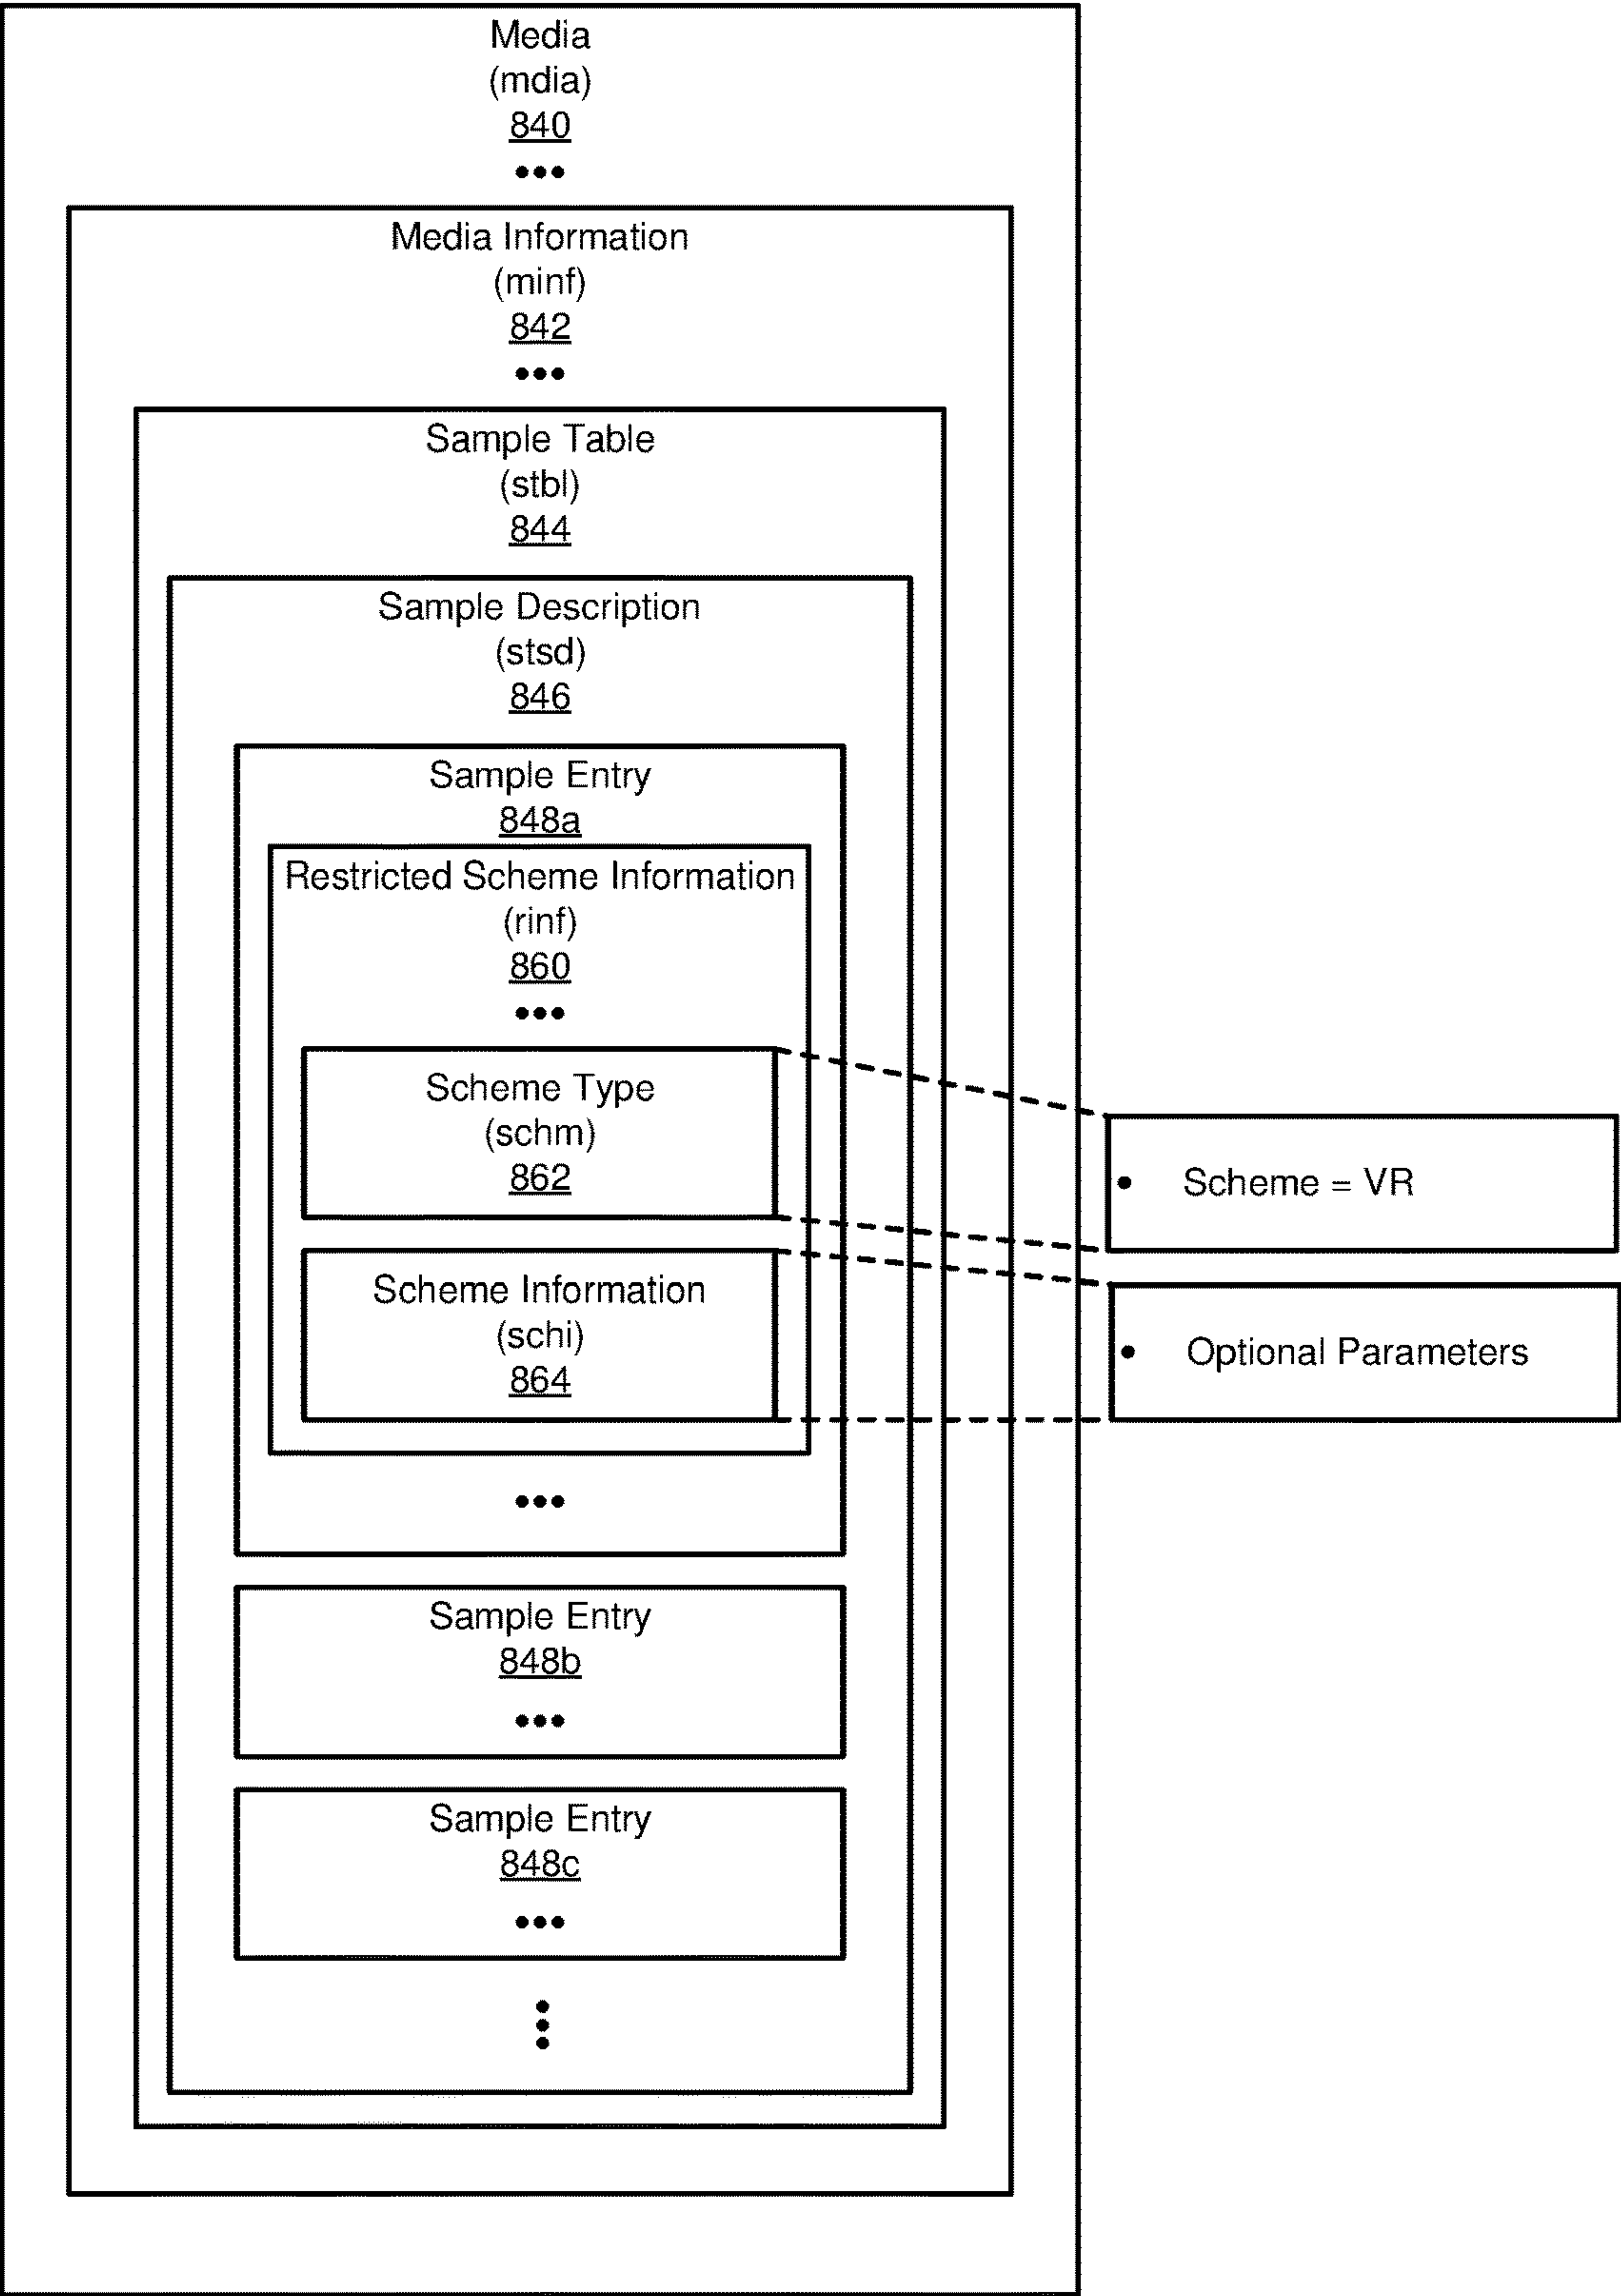 Media
(mdia)
840
•••
Media Information
(minf)
842
•••
Sample Table
(stbl)
844
Sample Description
(stsd)
846
Sample Entry
848a
Restricted Scheme Information
(rinf)
860
•••
Scheme Type
(schm)
862
• Scheme = VR
Scheme Information
(schi)
864
• Optional Parameters
•••
Sample Entry
848b
•••
Sample Entry
848c
•••